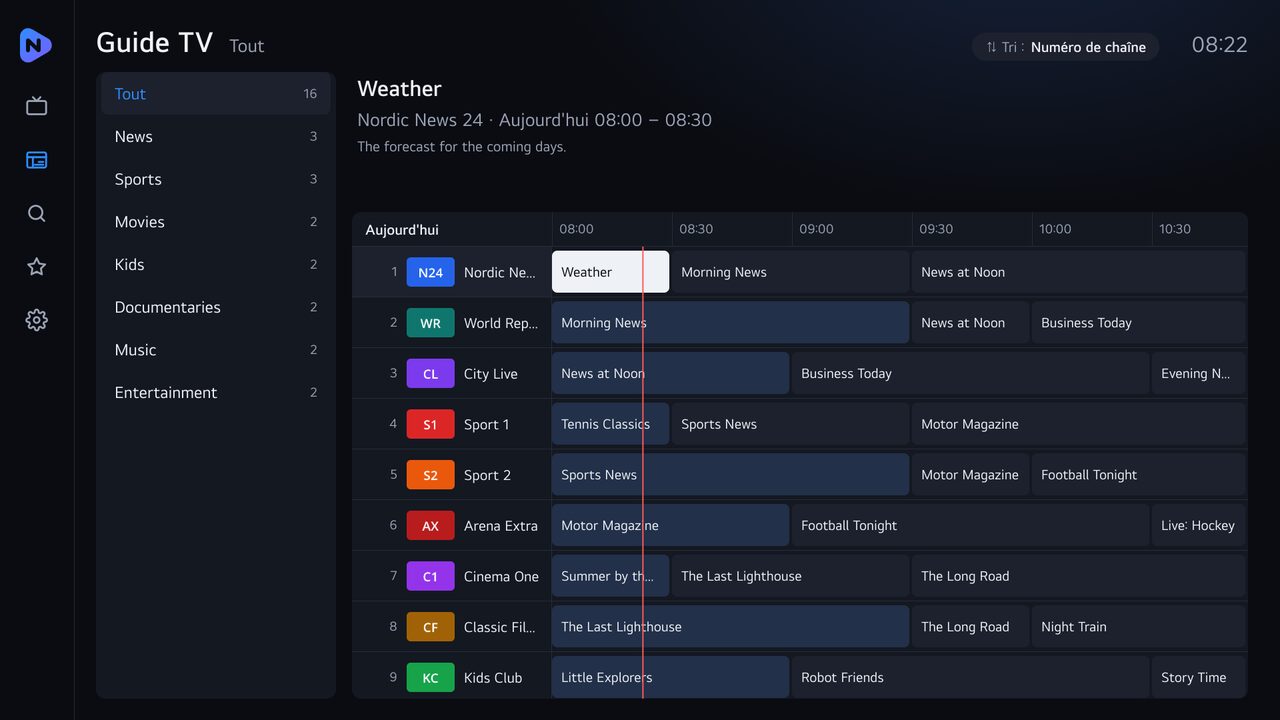 N
Guide TV Tout
Tri : Numéro de chaîne
08:22
Tout 16
News 3
Sports 3
Movies 2
Kids 2
Documentaries 2
Music 2
Entertainment 2
Weather
Nordic News 24 · Aujourd'hui 08:00 – 08:30
The forecast for the coming days.
Aujourd'hui 08:00 08:30 09:00 09:30 10:00 10:30
1 N24 Nordic Ne... Weather Morning News News at Noon
2 WR World Rep... Morning News News at Noon Business Today
3 CL City Live News at Noon Business Today Evening N...
4 S1 Sport 1 Tennis Classics Sports News Motor Magazine
5 S2 Sport 2 Sports News Motor Magazine Football Tonight
6 AX Arena Extra Motor Magazine Football Tonight Live: Hockey
7 C1 Cinema One Summer by th... The Last Lighthouse The Long Road
8 CF Classic Fil... The Last Lighthouse The Long Road Night Train
9 KC Kids Club Little Explorers Robot Friends Story Time